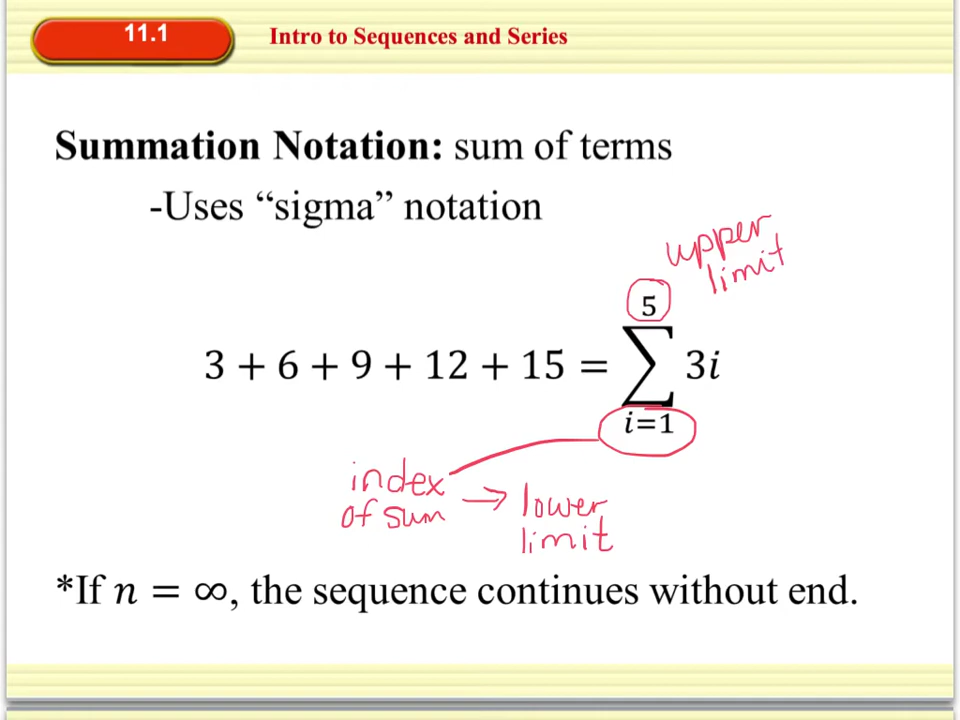 11.1
Intro to Sequences and Series
Summation Notation: sum of terms
-Uses “sigma” notation
upper
limit
5
3 + 6 + 9 + 12 + 15 = ∑ 3i
i=1
index
of sum → lower
limit
*If n = ∞, the sequence continues without end.